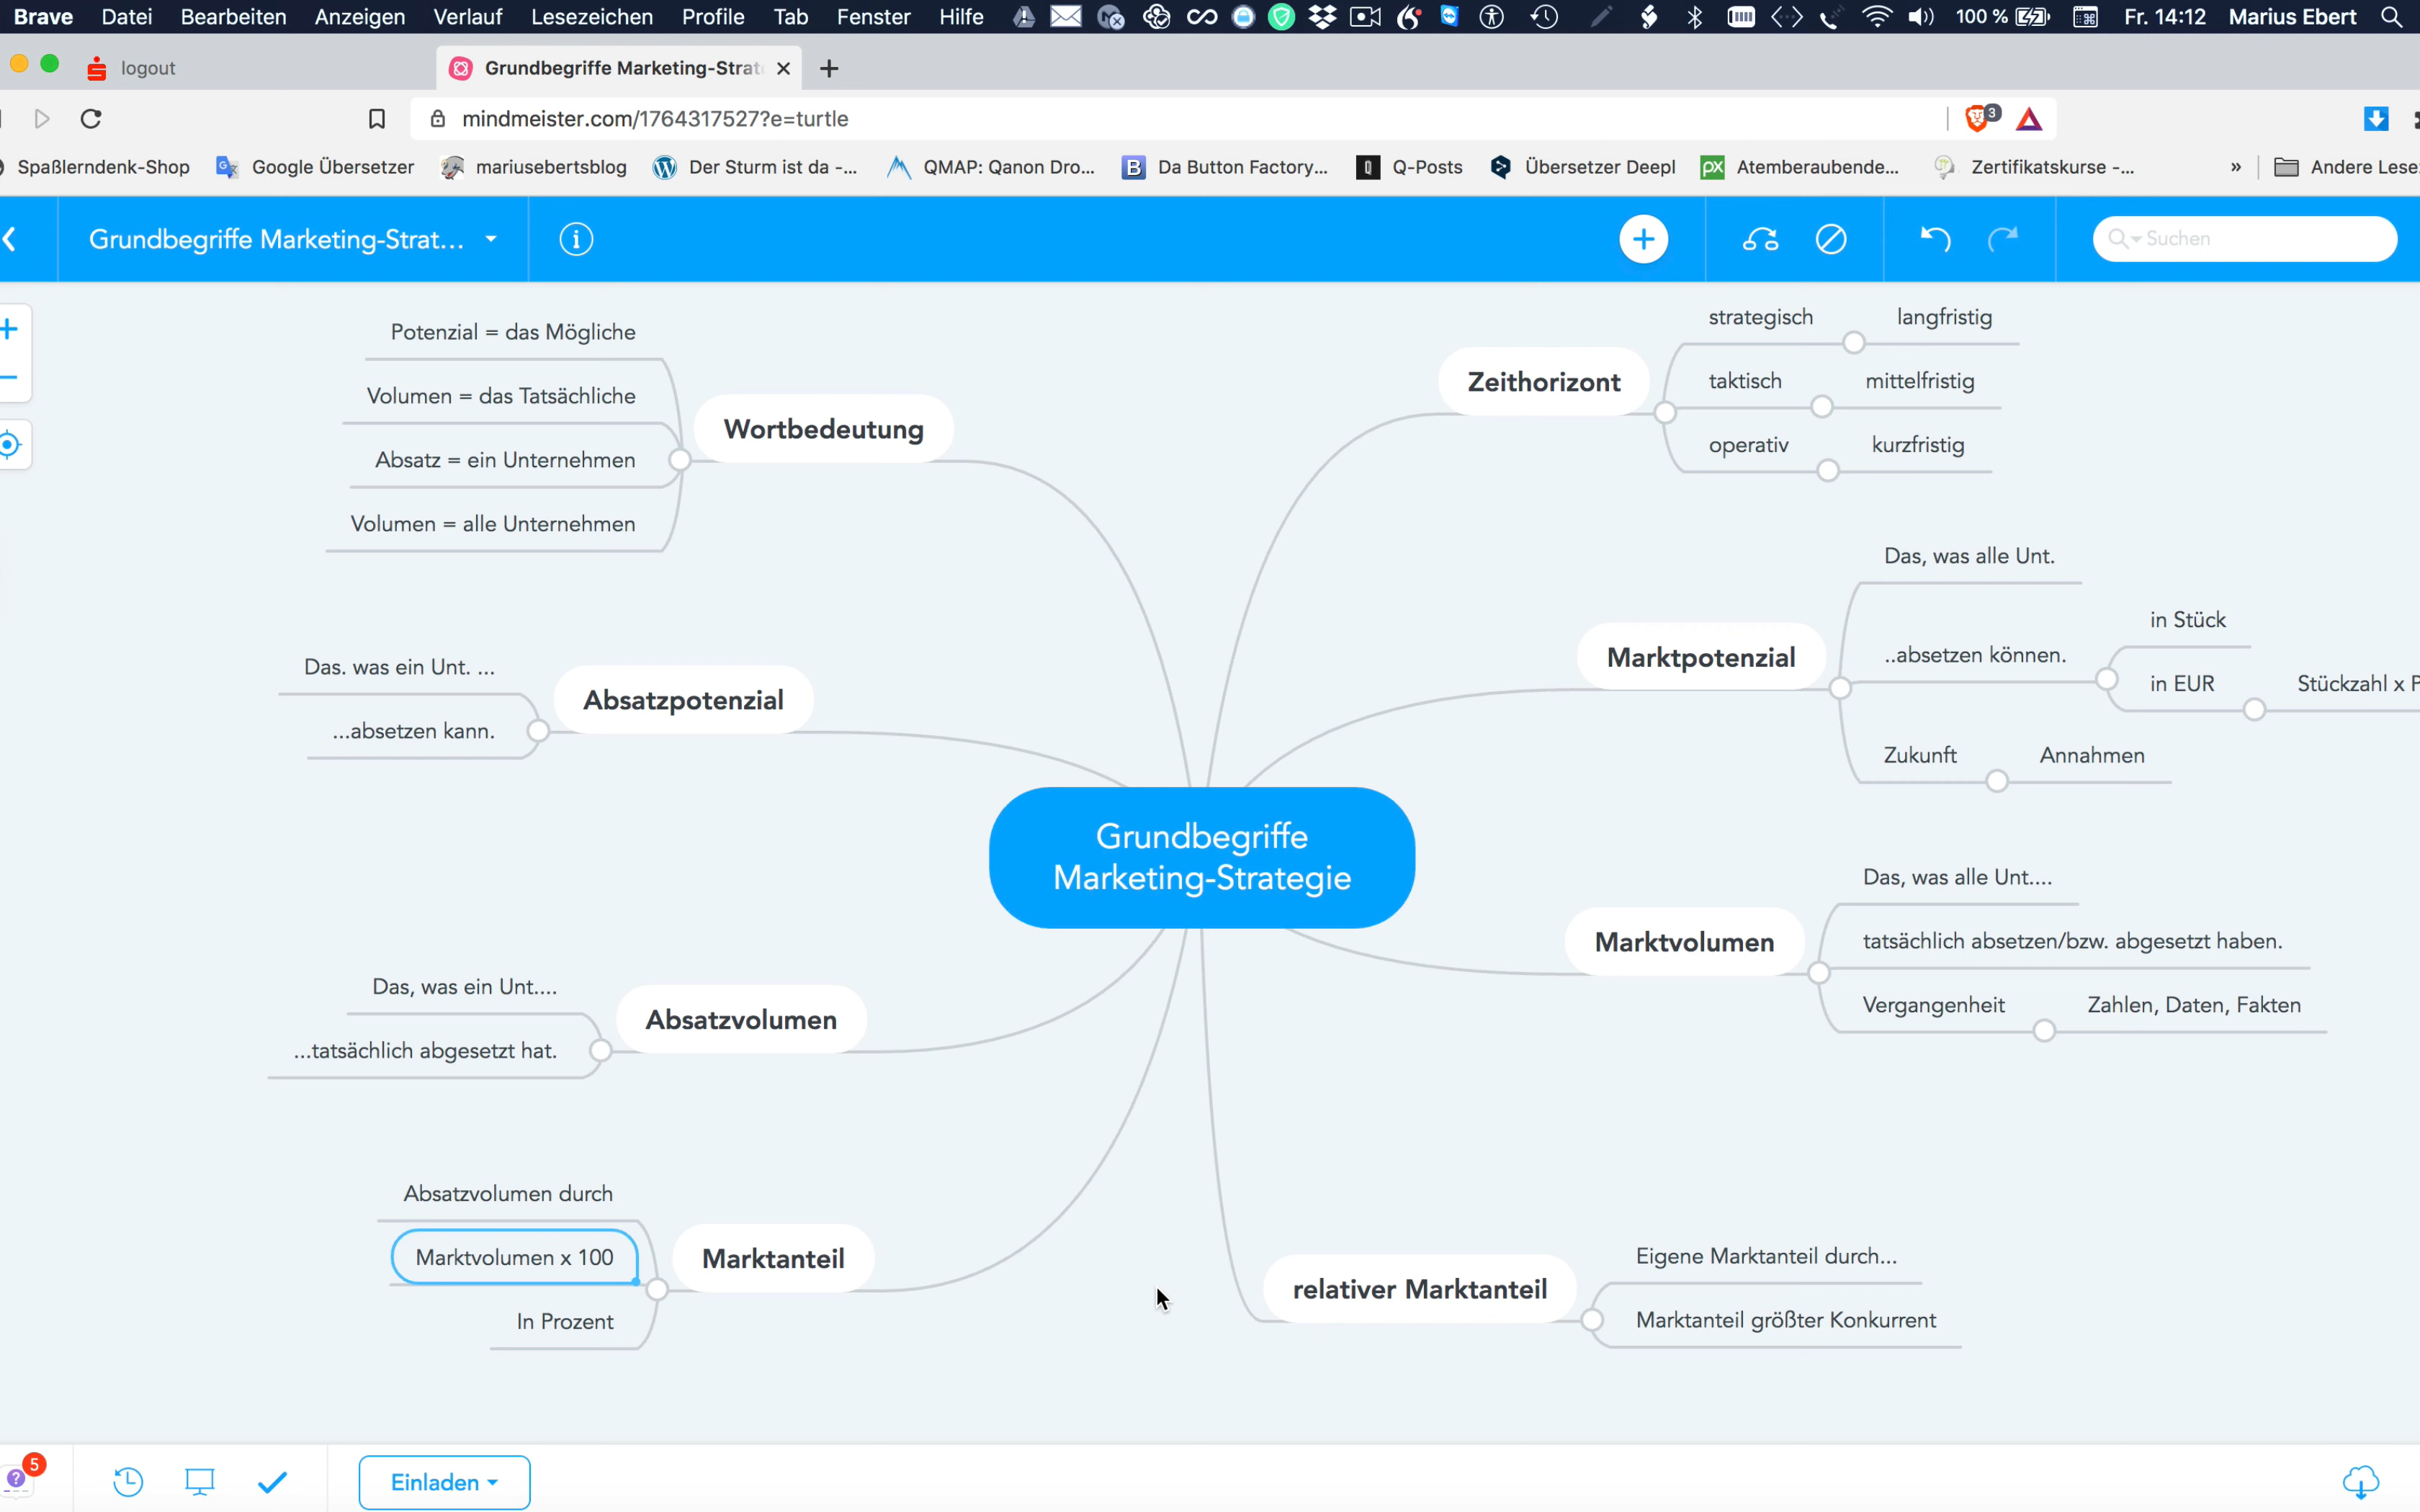 Brave Datei Bearbeiten Anzeigen Verlauf Lesezeichen Profile Tab Fenster Hilfe 100 % Fr. 14:12 Marius Ebert
logout Grundbegriffe Marketing-Strat
mindmeister.com/1764317527?e=turtle 3
Spaßlerndenk-Shop Google Übersetzer mariusebertsblog Der Sturm ist da -... QMAP: Qanon Dro... Da Button Factory... Q-Posts Übersetzer Deepl Atemberaubende... Zertifikatskurse -... » Andere Lese
Grundbegriffe Marketing-Strat... Suchen
Wortbedeutung
Potenzial = das Mögliche
Volumen = das Tatsächliche
Absatz = ein Unternehmen
Volumen = alle Unternehmen
Zeithorizont
strategisch langfristig
taktisch mittelfristig
operativ kurzfristig
Absatzpotenzial
Das. was ein Unt. ...
...absetzen kann.
Marktpotenzial
Das, was alle Unt.
..absetzen können.
in Stück
in EUR Stückzahl x P
Zukunft Annahmen
Grundbegriffe
Marketing-Strategie
Absatzvolumen
Das, was ein Unt....
...tatsächlich abgesetzt hat.
Marktvolumen
Das, was alle Unt....
tatsächlich absetzen/bzw. abgesetzt haben.
Vergangenheit Zahlen, Daten, Fakten
Marktanteil
Absatzvolumen durch
Marktvolumen x 100
In Prozent
relativer Marktanteil
Eigene Marktanteil durch...
Marktanteil größter Konkurrent
5 Einladen